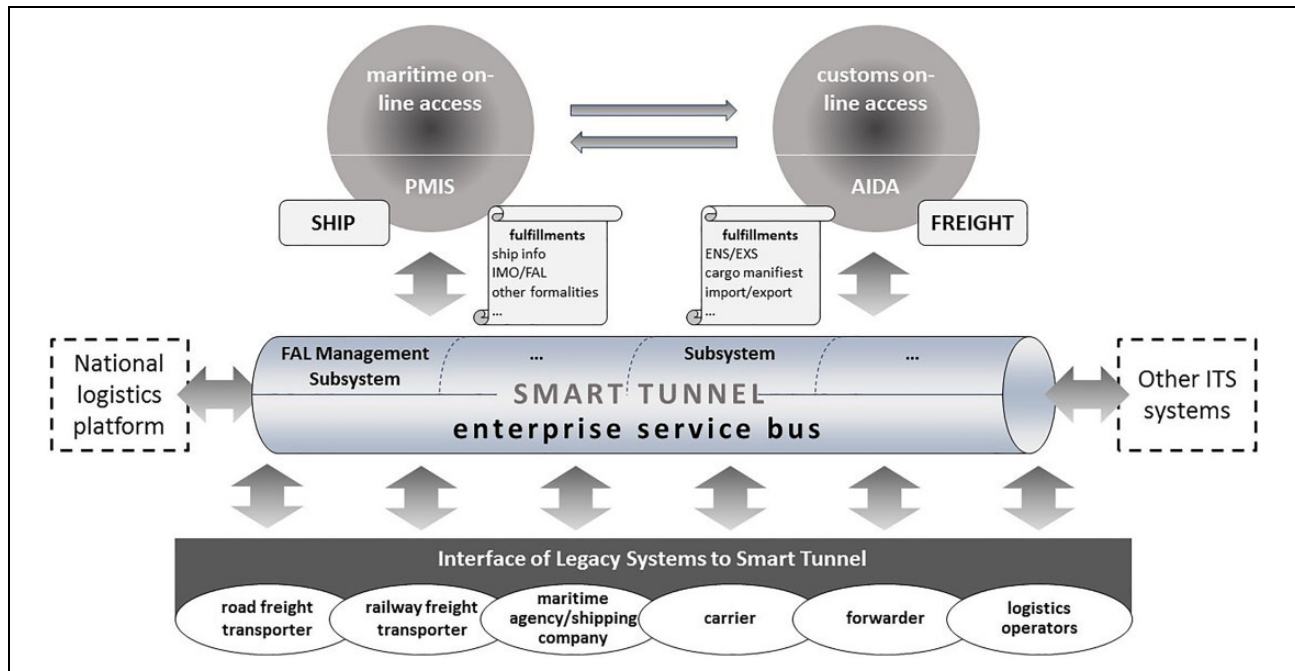 maritime on-
line access
PMIS
customs on-
line access
AIDA
SHIP
fulfillments
ship info
IMO/FAL
other formalities
...
fulfillments
ENS/EXS
cargo manifiest
import/export
...
FREIGHT
National
logistics
platform
FAL Management
Subsystem
...
Subsystem
...
SMART TUNNEL
enterprise service bus
Other ITS
systems
Interface of Legacy Systems to Smart Tunnel
road freight
transporter
railway freight
transporter
maritime
agency/shipping
company
carrier
forwarder
logistics
operators